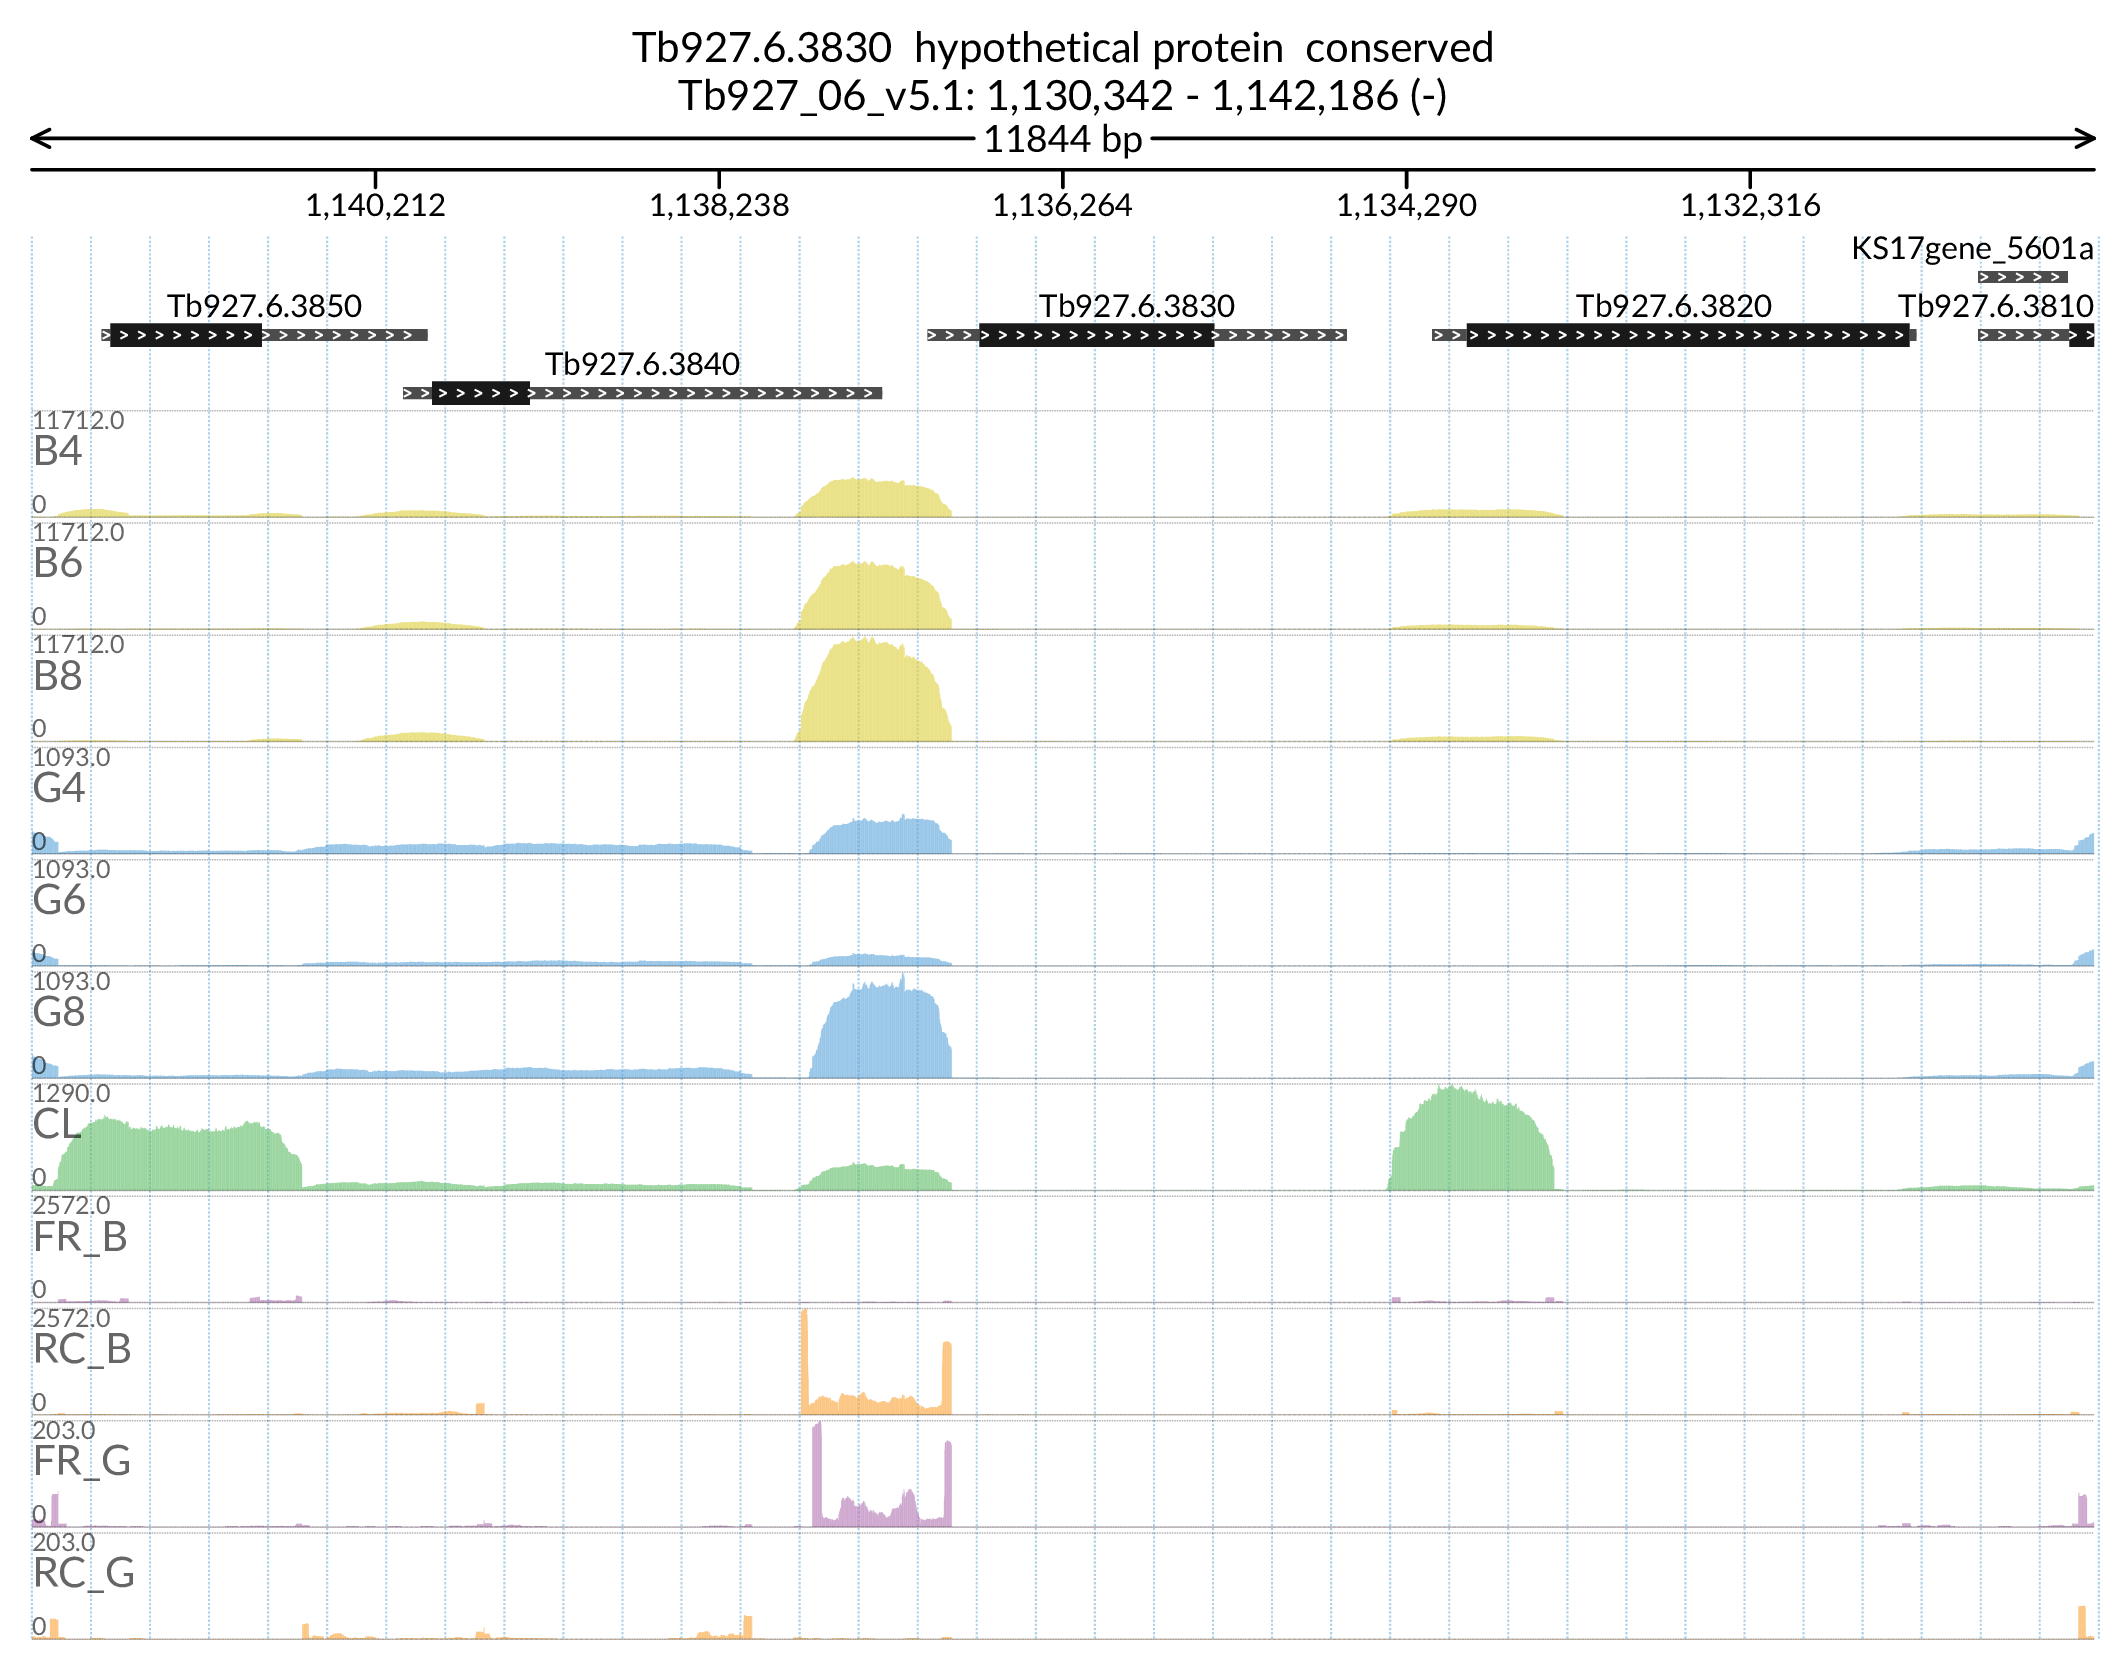 Tb927.6.3830  hypothetical protein  conserved
Tb927_06_v5.1: 1,130,342 - 1,142,186 (-)
11844 bp
1,140,212 1,138,238 1,136,264 1,134,290 1,132,316
KS17gene_5601a
Tb927.6.3850 Tb927.6.3830 Tb927.6.3820 Tb927.6.3810
Tb927.6.3840
11712.0
B4
0
11712.0
B6
0
11712.0
B8
0
1093.0
G4
0
1093.0
G6
0
1093.0
G8
0
1290.0
CL
0
2572.0
FR_B
0
2572.0
RC_B
0
203.0
FR_G
0
203.0
RC_G
0